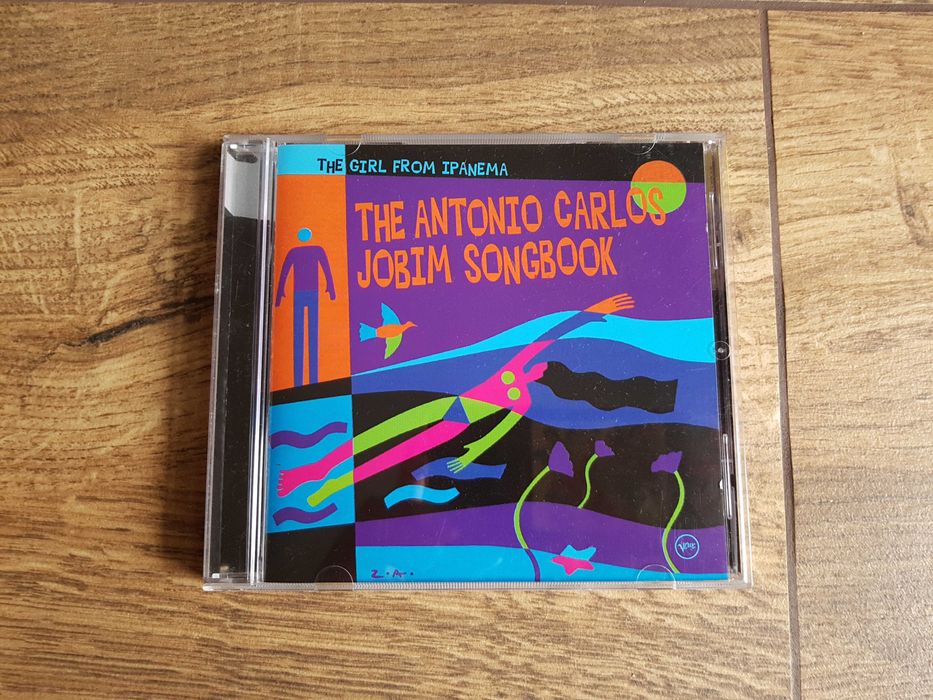 THE GIRL FROM IPANEMA
THE ANTONIO CARLOS
JOBIM SONGBOOK
Verve
Z.A.